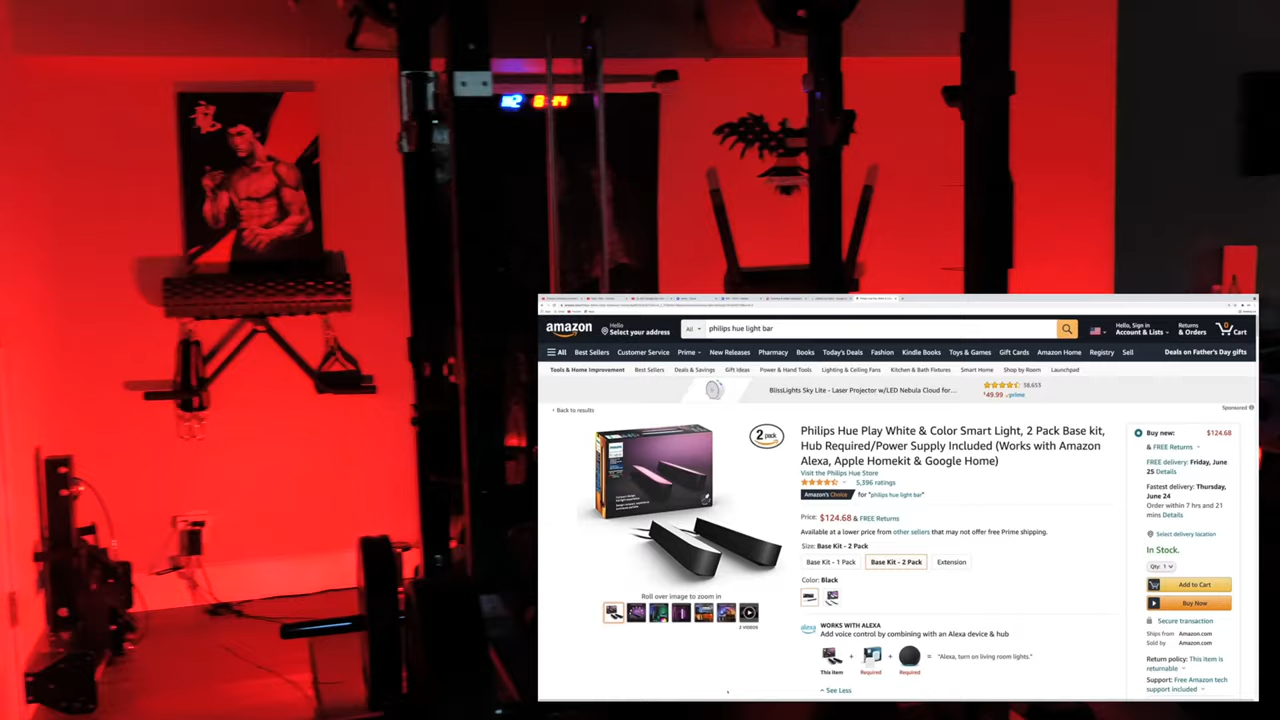 龍
amazon
Hello
Select your address
All
philips hue light bar
Hello, Sign in
Account & Lists
Returns
& Orders
0
Cart
All
Best Sellers
Customer Service
Prime
New Releases
Pharmacy
Books
Today's Deals
Fashion
Kindle Books
Toys & Games
Gift Cards
Amazon Home
Registry
Sell
Deals on Father's Day gifts
Tools & Home Improvement
Best Sellers
Deals & Savings
Gift Ideas
Power & Hand Tools
Lighting & Ceiling Fans
Kitchen & Bath Fixtures
Smart Home
Shop by Room
Launchpad
BlissLights Sky Lite - Laser Projector w/LED Nebula Cloud for...
38,655
$49.99 prime
Sponsored
‹ Back to results
2
pack
Philips Hue Play White & Color Smart Light, 2 Pack Base kit,
Hub Required/Power Supply Included (Works with Amazon
Alexa, Apple Homekit & Google Home)
Visit the Philips Hue Store
5,396 ratings
Amazon's Choice for "philips hue light bar"
Price: $124.68 & FREE Returns
Available at a lower price from other sellers that may not offer free Prime shipping.
Size: Base Kit - 2 Pack
Base Kit - 1 Pack
Base Kit - 2 Pack
Extension
Color: Black
Roll over image to zoom in
2 VIDEOS
alexa
WORKS WITH ALEXA
Add voice control by combining with an Alexa device & hub
+ + = "Alexa, turn on living room lights."
This item
Required
Required
See Less
Buy new: $124.68
& FREE Returns
FREE delivery: Friday, June
25 Details
Fastest delivery: Thursday,
June 24
Order within 7 hrs and 21
mins Details
Select delivery location
In Stock.
Qty: 1
Add to Cart
Buy Now
Secure transaction
Ships from Amazon.com
Sold by Amazon.com
Return policy: This item is
returnable
Support: Free Amazon tech
support included